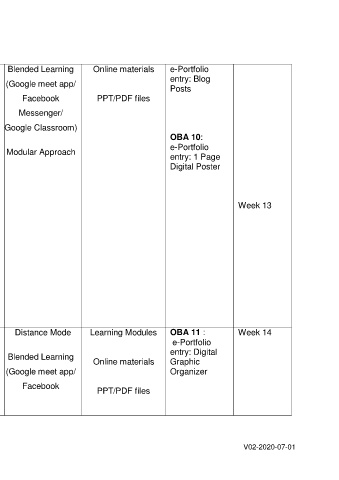 Blended Learning
(Google meet app/
Facebook
Messenger/
Google Classroom)
Modular Approach
Online materials
PPT/PDF files
e-Portfolio
entry: Blog
Posts
OBA 10:
e-Portfolio
entry: 1 Page
Digital Poster
Week 13
Distance Mode
Blended Learning
(Google meet app/
Facebook
Learning Modules
Online materials
PPT/PDF files
OBA 11 :
e-Portfolio
entry: Digital
Graphic
Organizer
Week 14
V02-2020-07-01